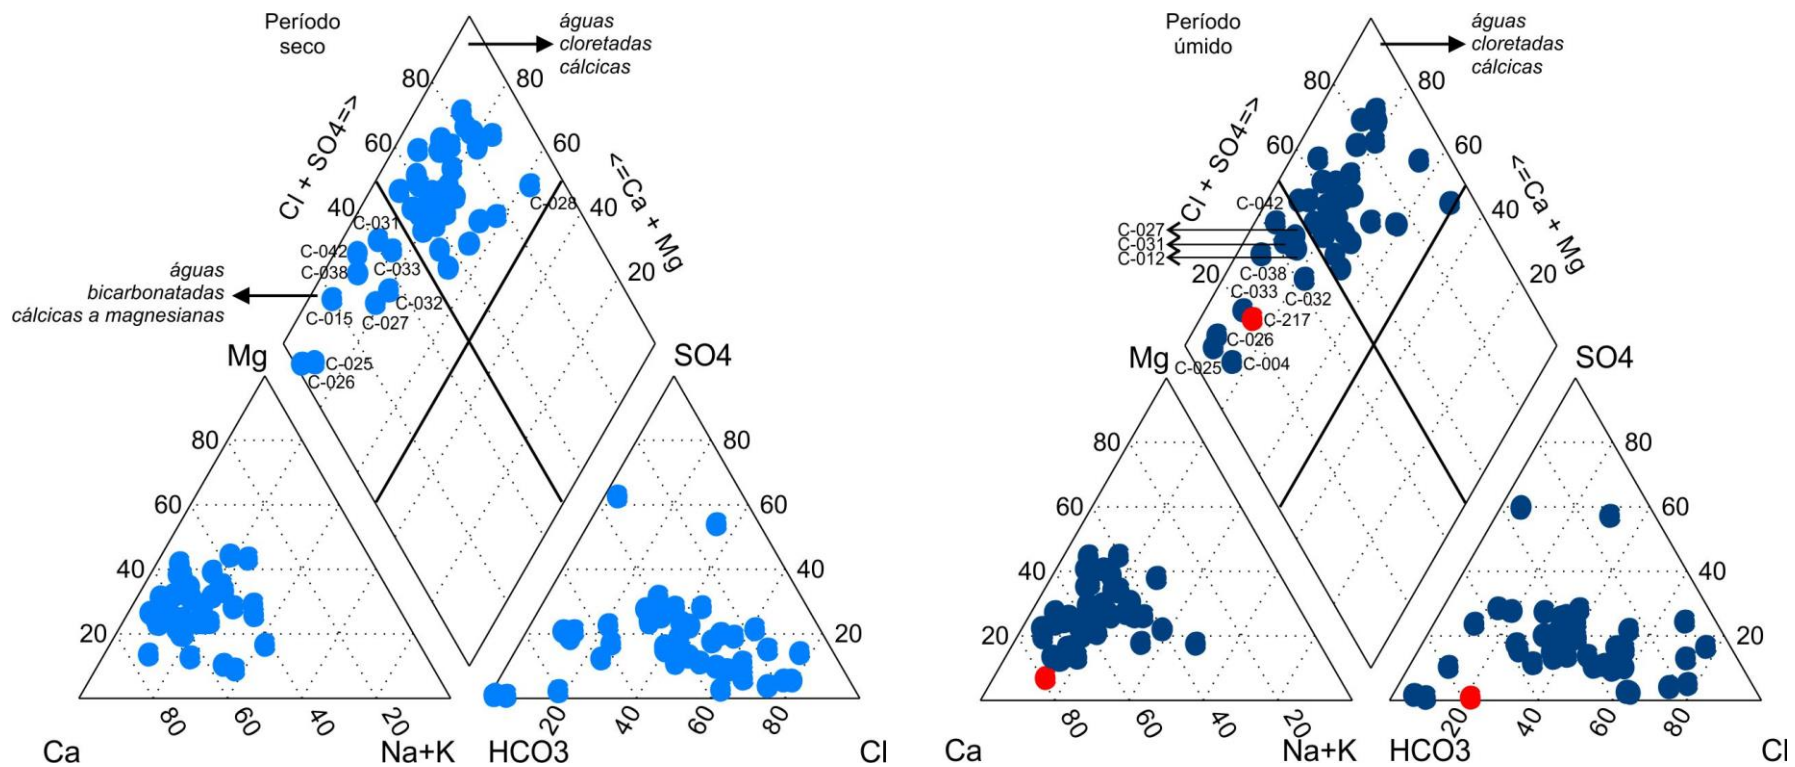 Período
seco
águas
cloretadas
cálcicas
80
80
Cl + SO4=>
60
60
<=Ca + Mg
40
40
20
C-028
C-031
C-042
C-038
C-033
C-032
C-015
C-027
C-025
C-026
águas
bicarbonatadas
cálcicas a magnesianas
Mg
SO4
80
80
60
60
40
40
20
20
80
60
40
20
20
40
60
80
Ca
Na+K
HCO3
Cl
Período
úmido
águas
cloretadas
cálcicas
80
80
Cl + SO4=>
60
60
<=Ca + Mg
40
20
20
C-042
C-027
C-031
C-012
C-038
C-033
C-032
C-217
C-026
C-025
C-004
Mg
SO4
80
80
60
60
40
40
20
20
80
60
40
20
20
40
60
80
Ca
Na+K
HCO3
Cl